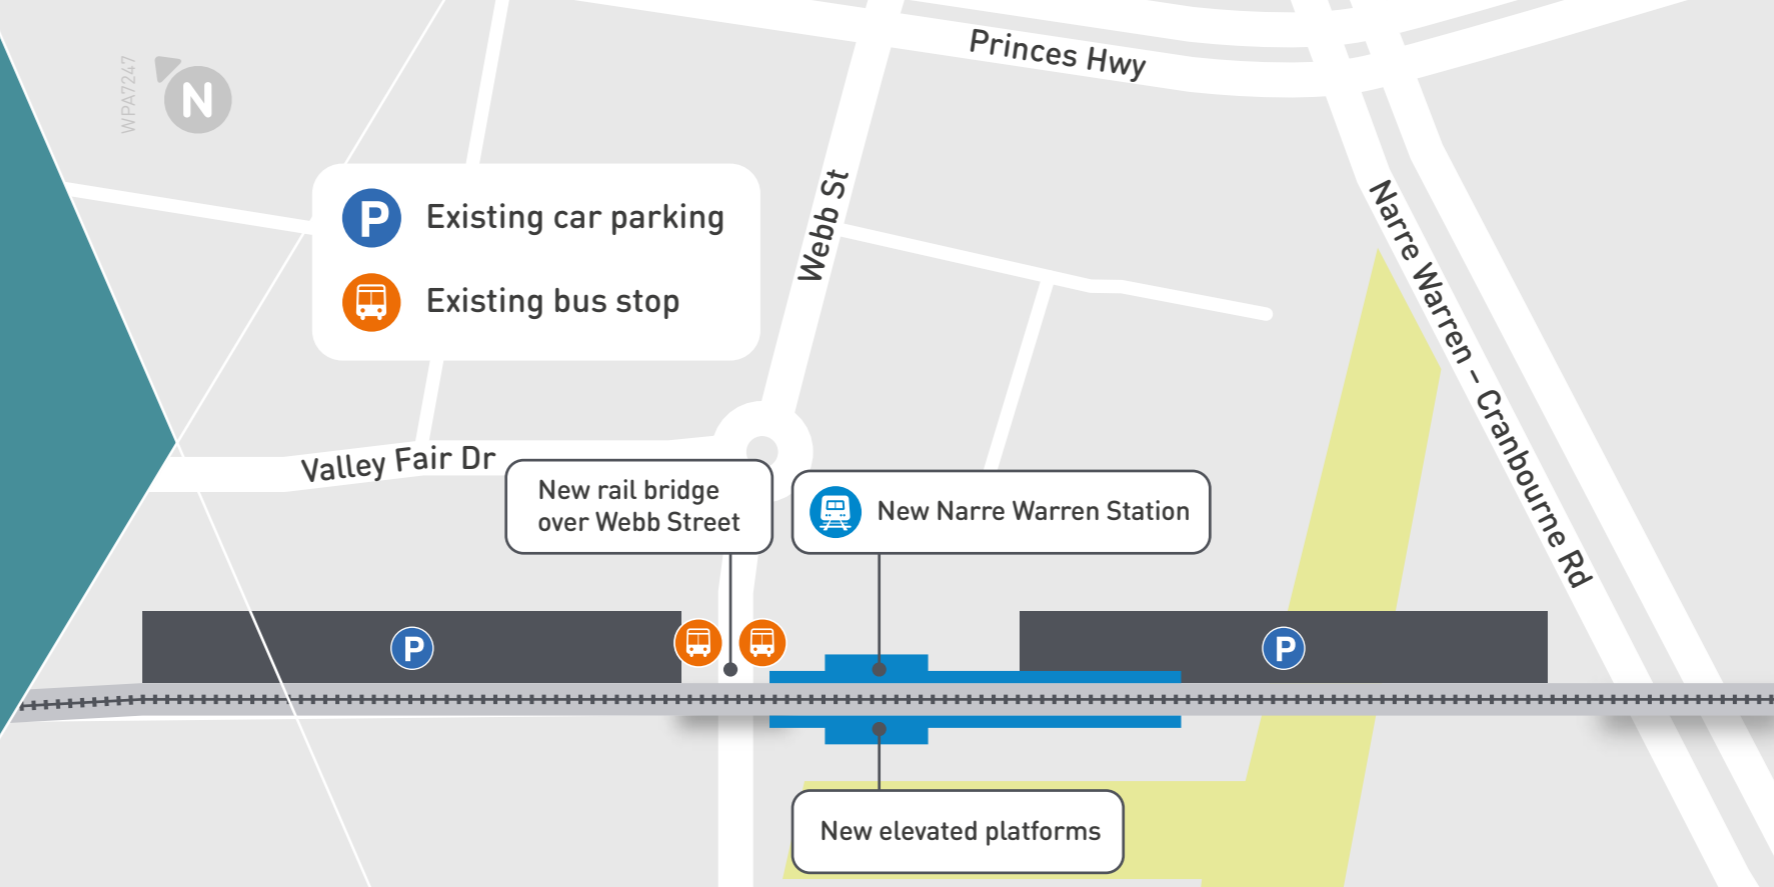 WPA7247
N
Princes Hwy
Webb St
Narre Warren – Cranbourne Rd
P Existing car parking
Existing bus stop
Valley Fair Dr
New rail bridge
over Webb Street
New Narre Warren Station
P
P
New elevated platforms